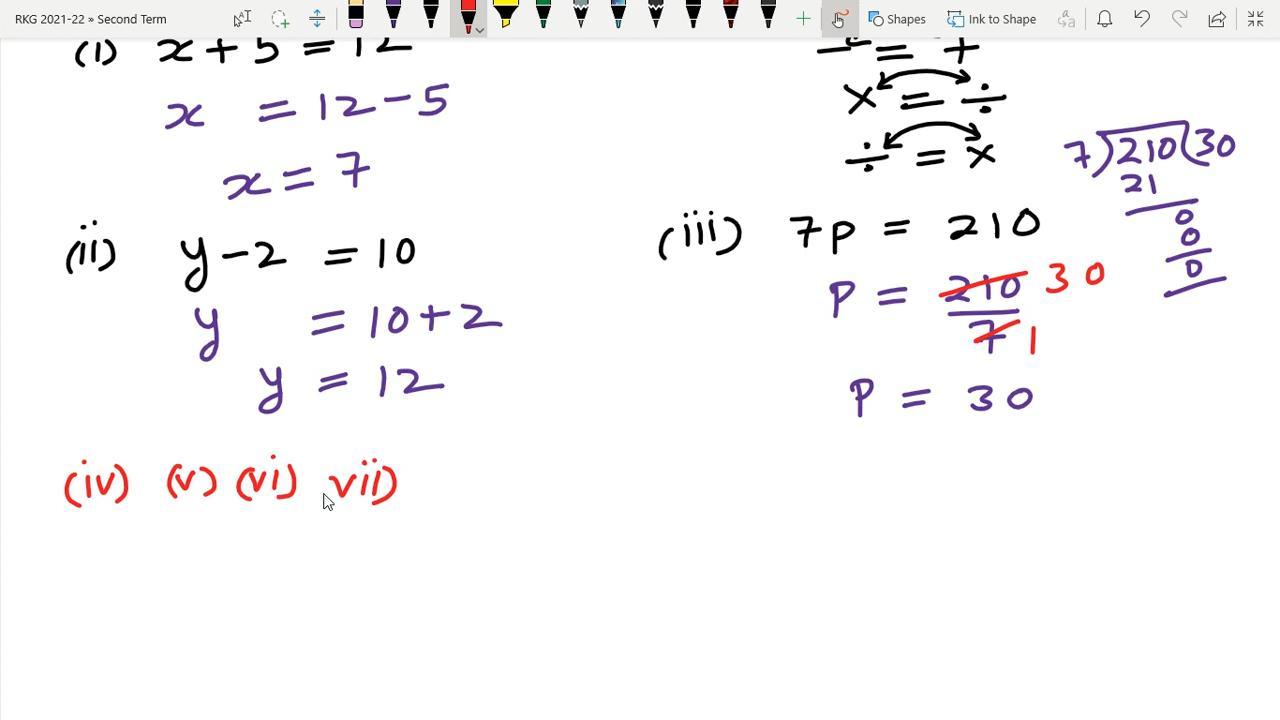 RKG 2021-22 » Second Term
Shapes
Ink to Shape
(i) x + 5 = 12
x = 12 - 5
x = 7
(ii) y - 2 = 10
y = 10 + 2
y = 12
(iv) (v) (vi) vii)
- = +
× = ÷
÷ = ×
(iii) 7p = 210
P = 210/7 30 1
P = 30
7) 210 (30
21
0
0
0